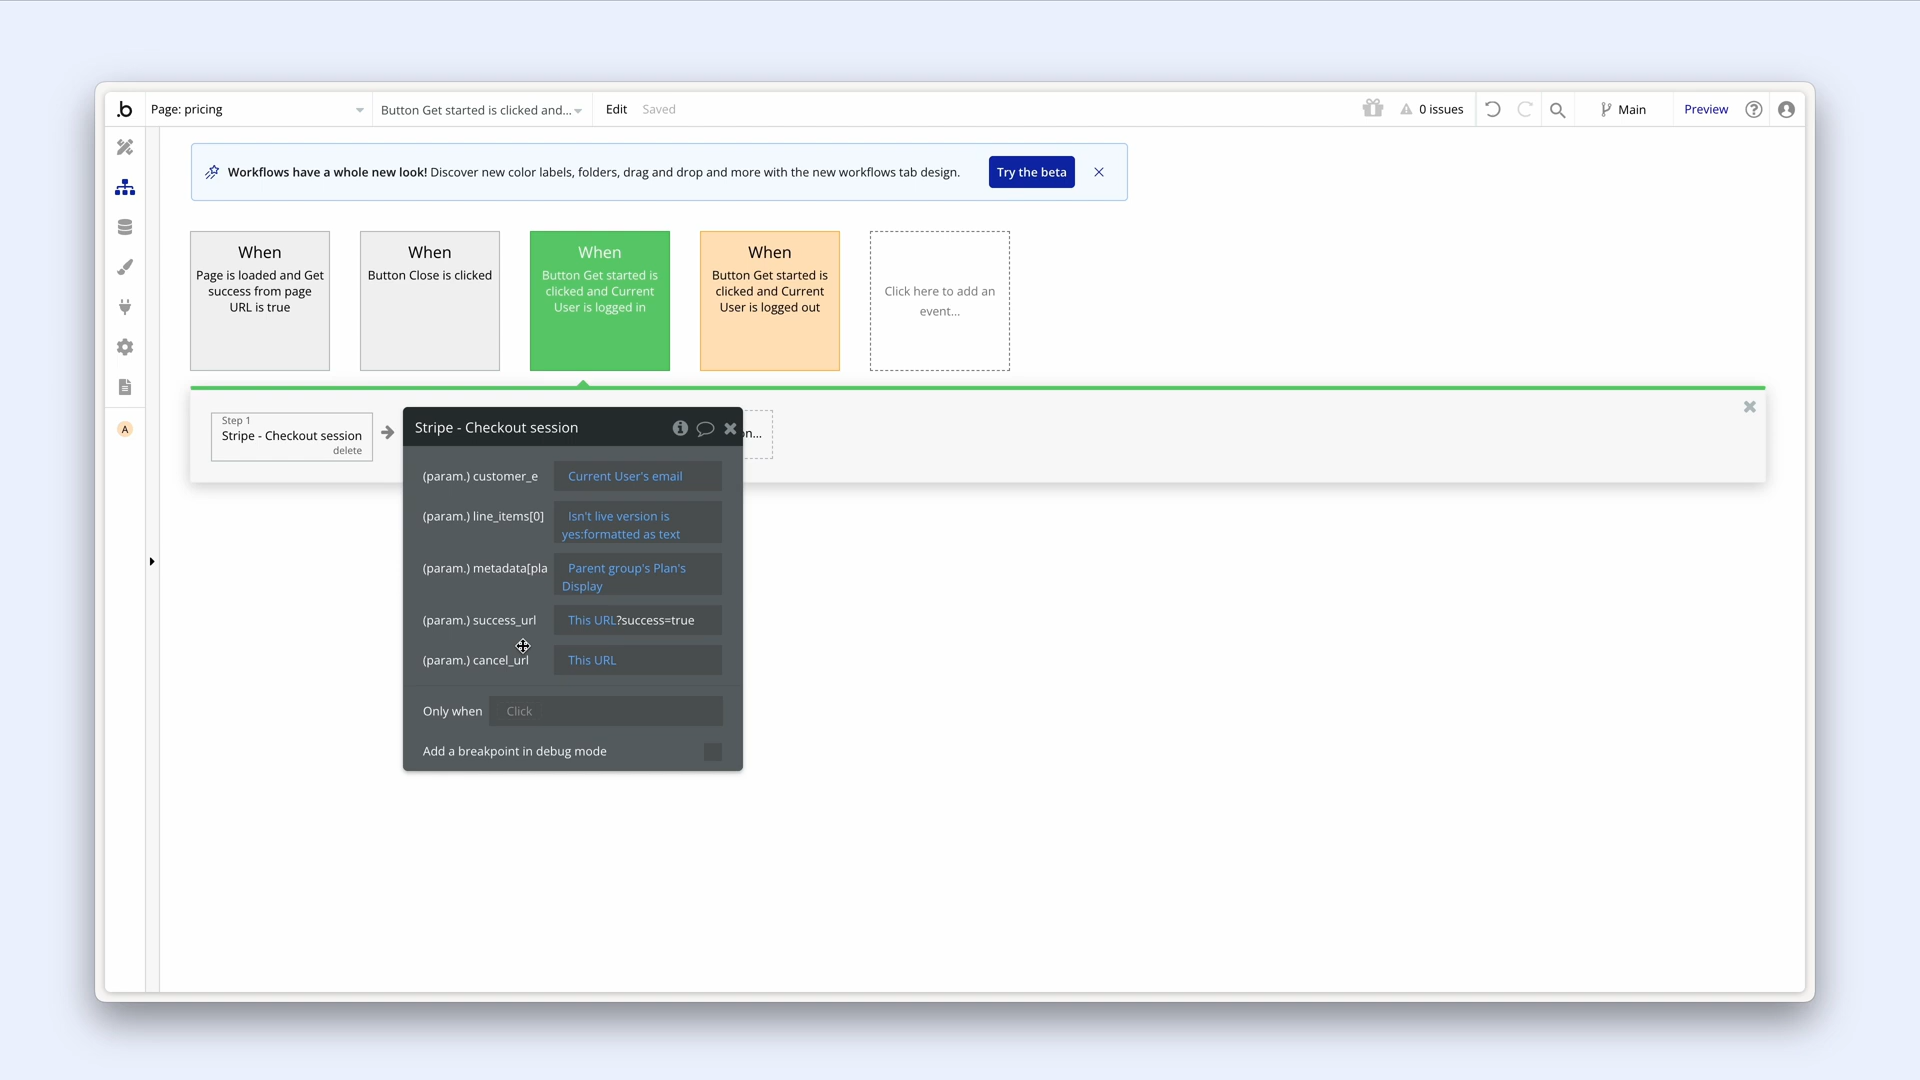 .b
Page: pricing
Button Get started is clicked and...
Edit
Saved
0 issues
Main
Preview
Workflows have a whole new look! Discover new color labels, folders, drag and drop and more with the new workflows tab design.
Try the beta
When
Page is loaded and Get
success from page
URL is true
When
Button Close is clicked
When
Button Get started is
clicked and Current
User is logged in
When
Button Get started is
clicked and Current
User is logged out
Click here to add an
event...
A
Step 1
Stripe - Checkout session
delete
on...
Stripe - Checkout session
(param.) customer_e
Current User's email
(param.) line_items[0]
Isn't live version is
yes:formatted as text
(param.) metadata[pla
Parent group's Plan's
Display
(param.) success_url
This URL?success=true
(param.) cancel_url
This URL
Only when
Click
Add a breakpoint in debug mode